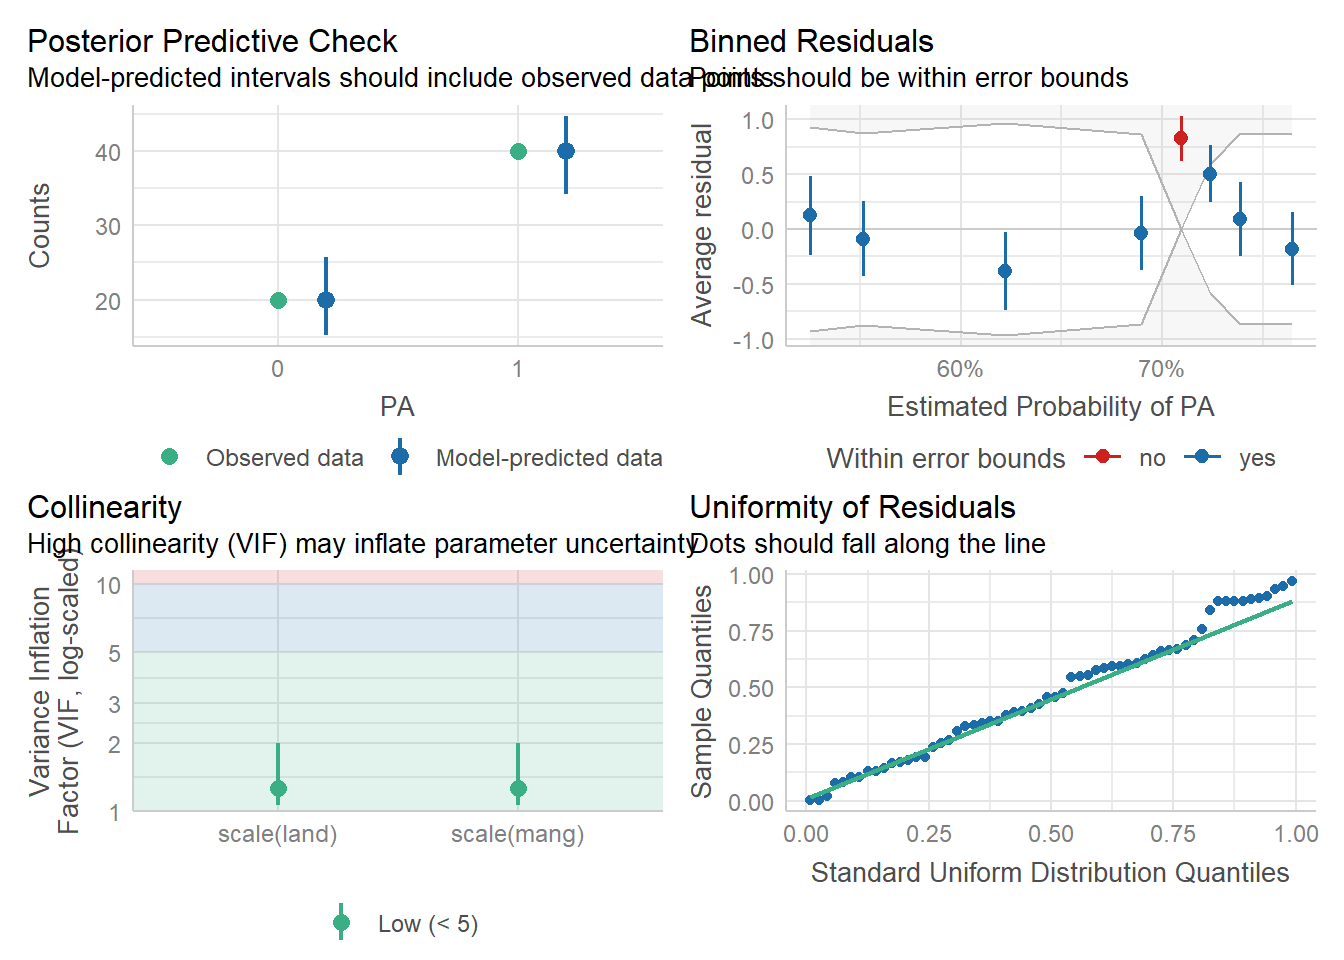 Posterior Predictive Check
Model-predicted intervals should include observed data points
Counts
40
30
20
0
1
PA
Observed data
Model-predicted data
Binned Residuals
Points should be within error bounds
Average residual
1.0
0.5
0.0
-0.5
-1.0
60%
70%
Estimated Probability of PA
Within error bounds
no
yes
Collinearity
High collinearity (VIF) may inflate parameter uncertainty
Variance Inflation
Factor (VIF, log-scaled)
10
5
3
2
1
scale(land)
scale(mang)
Low (< 5)
Uniformity of Residuals
Dots should fall along the line
Sample Quantiles
1.00
0.75
0.50
0.25
0.00
0.00
0.25
0.50
0.75
1.00
Standard Uniform Distribution Quantiles